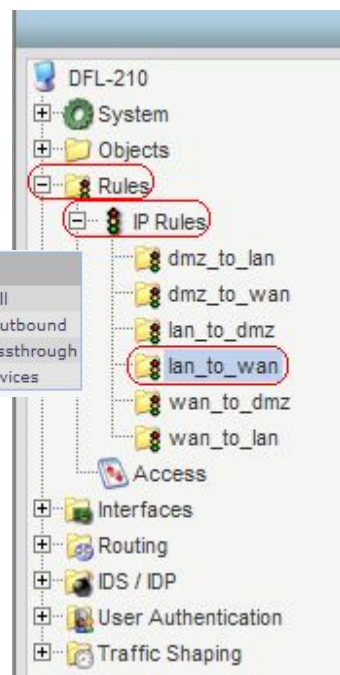 DFL-210
System
Objects
Rules
IP Rules
dmz_to_lan
dmz_to_wan
lan_to_dmz
lan_to_wan
wan_to_dmz
wan_to_lan
Access
Interfaces
Routing
IDS / IDP
User Authentication
Traffic Shaping
ll
utbound
ssthrough
vices